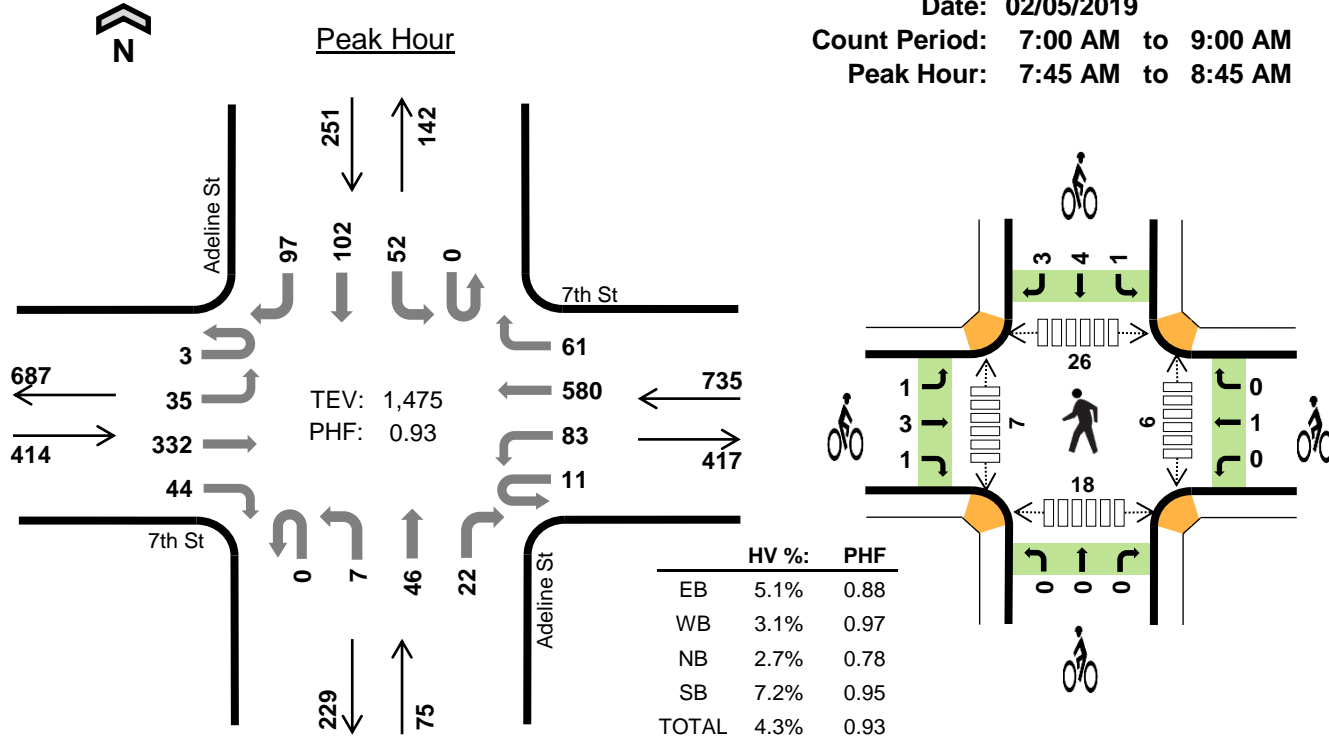 Date: 02/05/2019
Count Period: 7:00 AM to 9:00 AM
Peak Hour: 7:45 AM to 8:45 AM
N
Peak Hour
251
142
Adeline St
97
102
52
0
7th St
3
35
332
44
687
414
TEV: 1,475
PHF: 0.93
61
580
83
11
735
417
7th St
0
7
46
22
Adeline St
229
75
HV %: PHF
EB 5.1% 0.88
WB 3.1% 0.97
NB 2.7% 0.78
SB 7.2% 0.95
TOTAL 4.3% 0.93
3
4
1
26
1
3
1
7
6
0
1
0
18
0
0
0